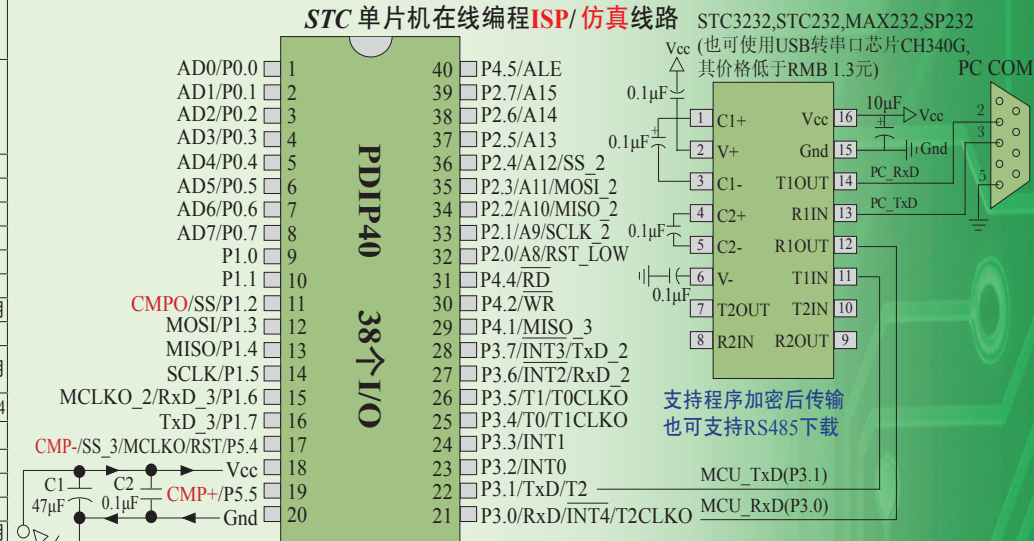 STC 单片机在线编程ISP/仿真线路
STC3232,STC232,MAX232,SP232
(也可使用USB转串口芯片CH340G,
其价格低于RMB 1.3元)
PDIP40 38个I/O
AD0/P0.0 1
AD1/P0.1 2
AD2/P0.2 3
AD3/P0.3 4
AD4/P0.4 5
AD5/P0.5 6
AD6/P0.6 7
AD7/P0.7 8
P1.0 9
P1.1 10
CMPO/SS/P1.2 11
MOSI/P1.3 12
MISO/P1.4 13
SCLK/P1.5 14
MCLKO_2/RxD_3/P1.6 15
TxD_3/P1.7 16
CMP-/SS_3/MCLKO/RST/P5.4 17
Vcc 18
CMP+/P5.5 19
Gnd 20
C1
47μF
C2
0.1μF
40 P4.5/ALE
39 P2.7/A15
38 P2.6/A14
37 P2.5/A13
36 P2.4/A12/SS_2
35 P2.3/A11/MOSI_2
34 P2.2/A10/MISO_2
33 P2.1/A9/SCLK_2
32 P2.0/A8/RST_LOW
31 P4.4/RD
30 P4.2/WR
29 P4.1/MISO_3
28 P3.7/INT3/TxD_2
27 P3.6/INT2/RxD_2
26 P3.5/T1/T0CLKO
25 P3.4/T0/T1CLKO
24 P3.3/INT1
23 P3.2/INT0
22 P3.1/TxD/T2
21 P3.0/RxD/INT4/T2CLKO
MCU_TxD(P3.1)
MCU_RxD(P3.0)
Vcc
0.1μF
0.1μF
0.1μF
0.1μF
1 C1+
2 V+
3 C1-
4 C2+
5 C2-
6 V-
7 T2OUT
8 R2IN
Vcc 16
Gnd 15
T1OUT 14
R1IN 13
R1OUT 12
T1IN 11
T2IN 10
R2OUT 9
10μF
Vcc
Gnd
PC_RxD
PC_TxD
PC COM
2
3
5
支持程序加密后传输
也可支持RS485下载